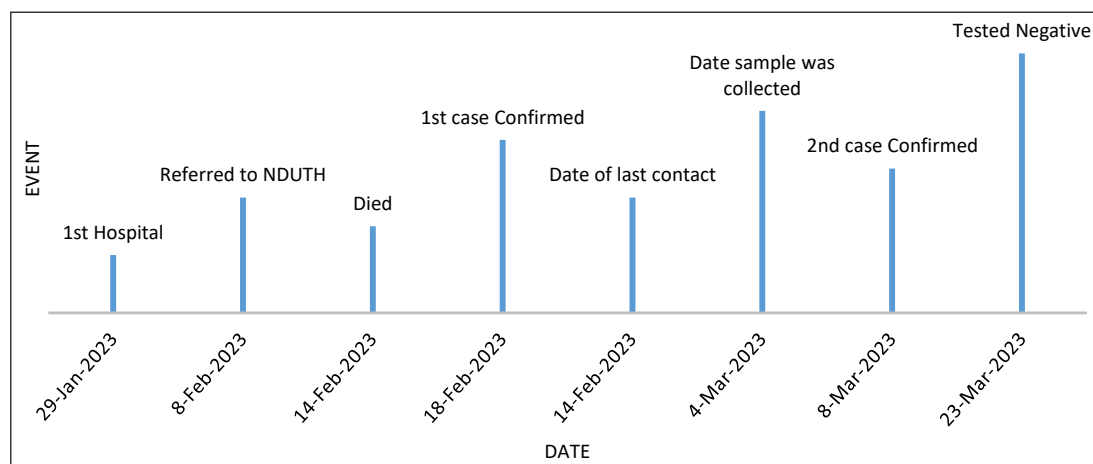 Tested Negative
Date sample was
collected
1st case Confirmed
2nd case Confirmed
Referred to NDUTH
Date of last contact
Died
1st Hospital
EVENT
29-Jan-2023
8-Feb-2023
14-Feb-2023
18-Feb-2023
14-Feb-2023
4-Mar-2023
8-Mar-2023
23-Mar-2023
DATE